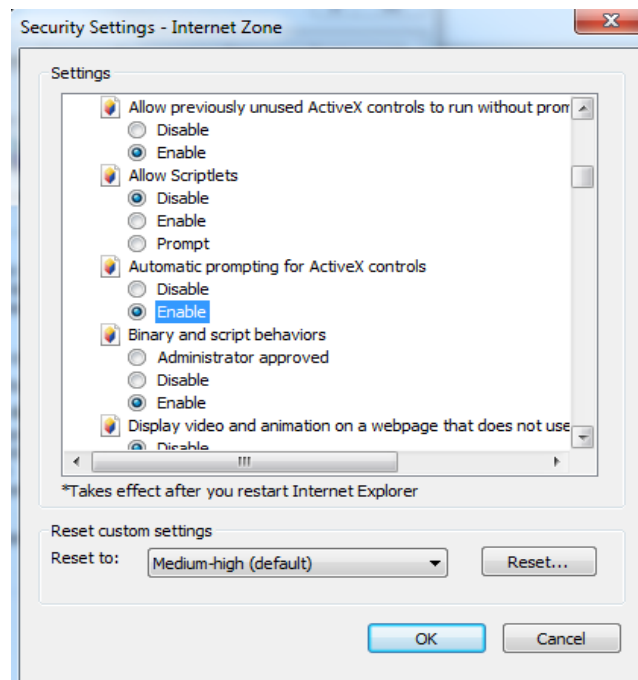 Security Settings - Internet Zone
Settings
Allow previously unused ActiveX controls to run without prom
Disable
Enable
Allow Scriptlets
Disable
Enable
Prompt
Automatic prompting for ActiveX controls
Disable
Enable
Binary and script behaviors
Administrator approved
Disable
Enable
Display video and animation on a webpage that does not use
Disable
*Takes effect after you restart Internet Explorer
Reset custom settings
Reset to: Medium-high (default) Reset...
OK Cancel